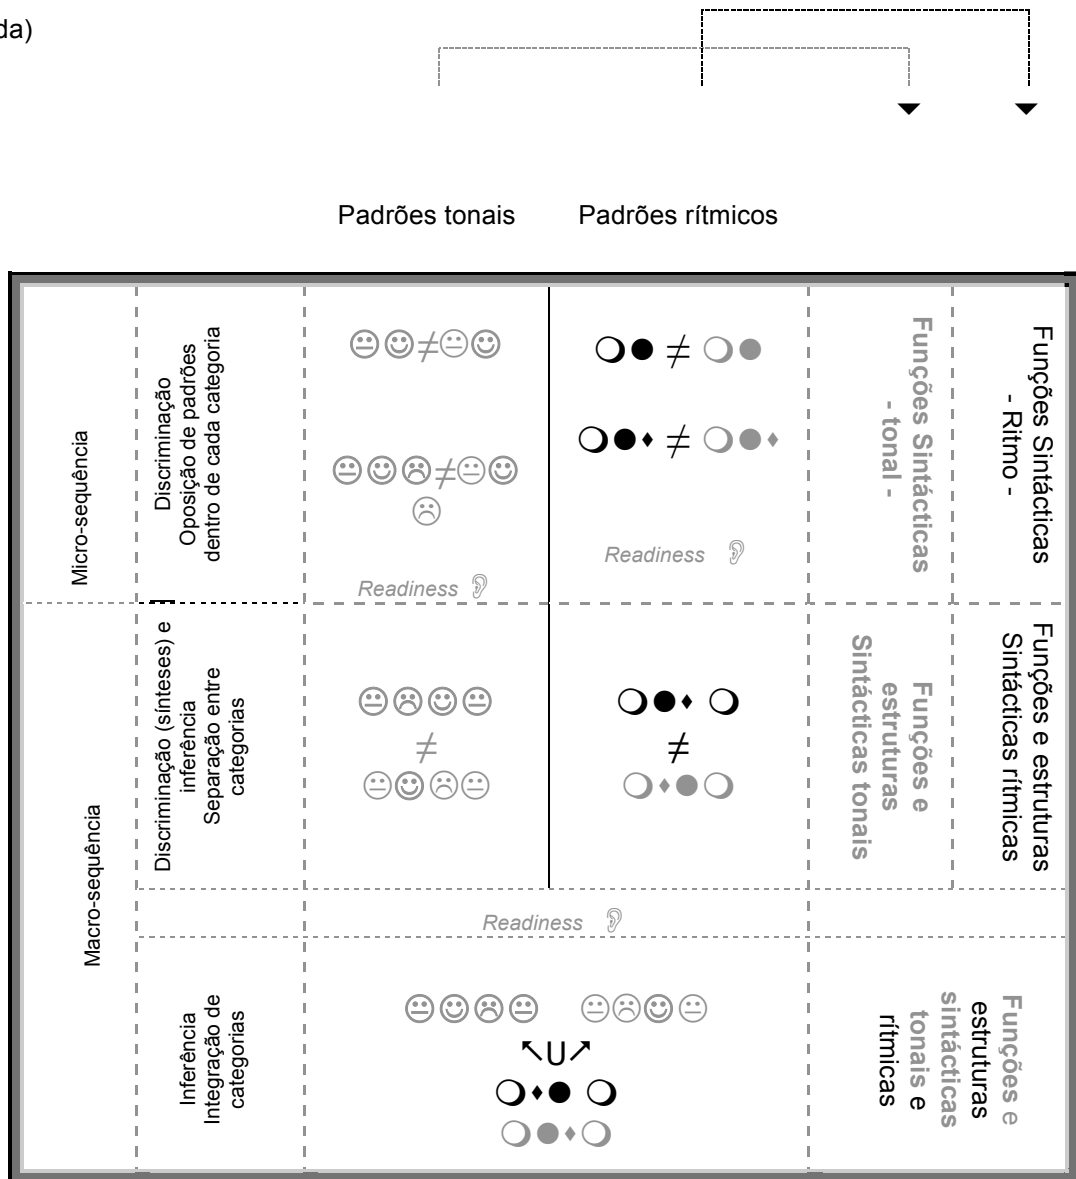 da)
Padrões tonais
Padrões rítmicos
Micro-sequência
Discriminação
Oposição de padrões
dentro de cada categoria
≠
≠
Readiness
≠
≠
Readiness
Funções Sintácticas
- tonal -
Funções Sintácticas
- Ritmo -
Macro-sequência
Discriminação (sínteses) e
inferência
Separação entre
categorias
≠
≠
Funções e
estruturas
Sintácticas tonais
Funções e estruturas
Sintácticas rítmicas
Readiness
Inferência
Integração de
categorias
U
Funções e
estruturas
sintácticas
tonais e
rítmicas